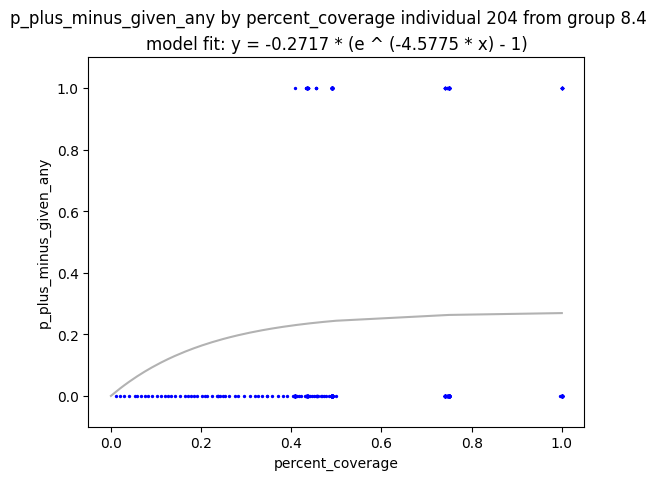 p_plus_minus_given_any by percent_coverage individual 204 from group 8.4
model fit: y = -0.2717 * (e ^ (-4.5775 * x) - 1)
1.0
0.8
0.6
0.4
0.2
0.0
p_plus_minus_given_any
0.0 0.2 0.4 0.6 0.8 1.0
percent_coverage